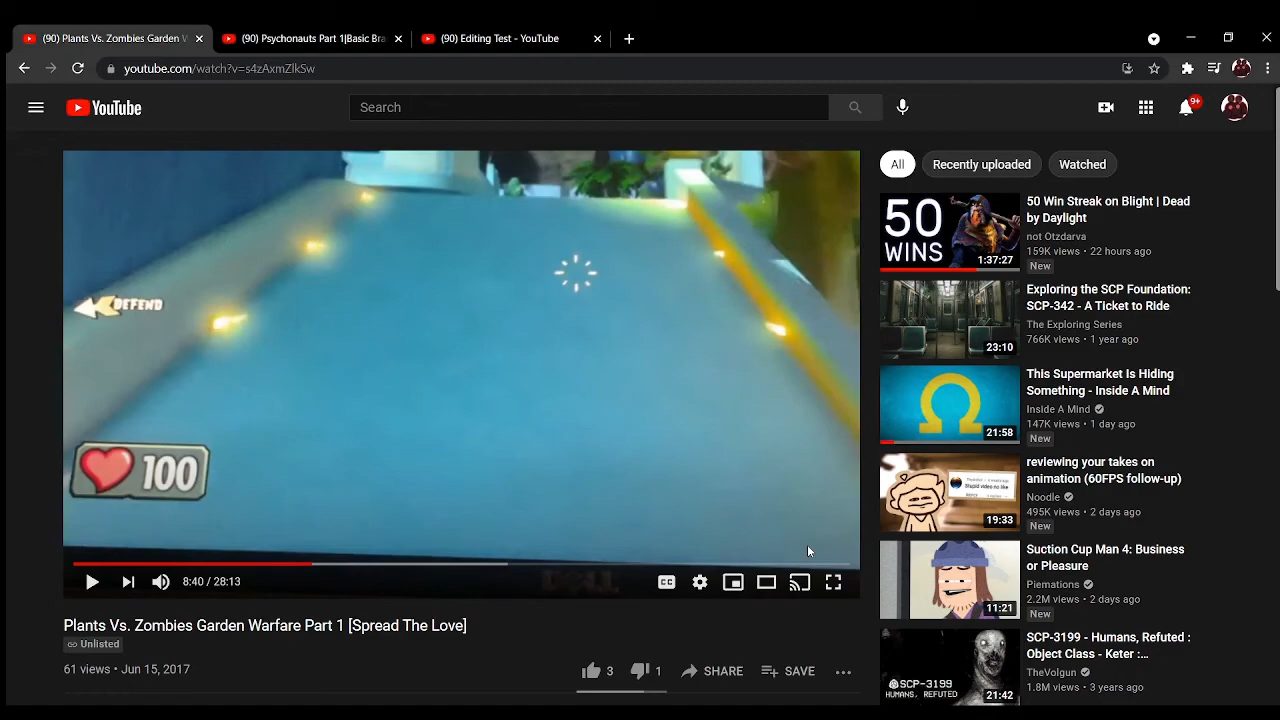 (90) Plants Vs. Zombies Garden W
(90) Psychonauts Part 1|Basic Bra
(90) Editing Test - YouTube
youtube.com/watch?v=s4zAxmZlkSw
YouTube
Search
9+
DEFEND
100
8:40 / 28:13
CC
Plants Vs. Zombies Garden Warfare Part 1 [Spread The Love]
Unlisted
61 views • Jun 15, 2017
3
1
SHARE
SAVE
All
Recently uploaded
Watched
50
WINS
1:37:27
50 Win Streak on Blight | Dead
by Daylight
not Otzdarva
159K views • 22 hours ago
New
23:10
Exploring the SCP Foundation:
SCP-342 - A Ticket to Ride
The Exploring Series
766K views • 1 year ago
21:58
This Supermarket Is Hiding
Something - Inside A Mind
Inside A Mind
147K views • 1 day ago
New
Stupid video no like
19:33
reviewing your takes on
animation (60FPS follow-up)
Noodle
495K views • 2 days ago
New
11:21
Suction Cup Man 4: Business
or Pleasure
Piemations
2.2M views • 2 days ago
New
SCP-3199
HUMANS, REFUTED
21:42
SCP-3199 - Humans, Refuted :
Object Class - Keter :...
TheVolgun
1.8M views • 3 years ago